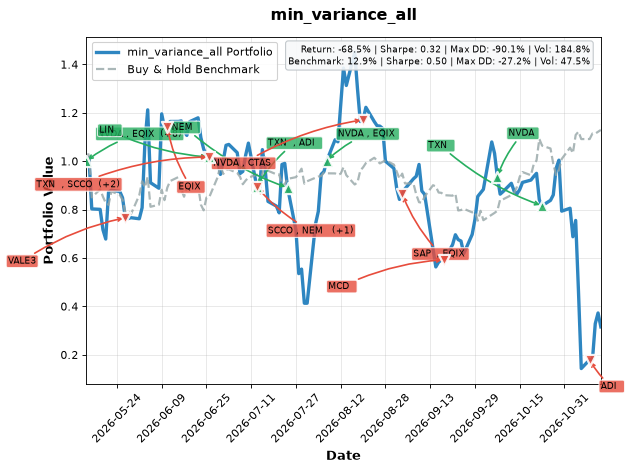 min_variance_all
Return: -68.5% | Sharpe: 0.32 | Max DD: -90.1% | Vol: 184.8%
Benchmark: 12.9% | Sharpe: 0.50 | Max DD: -27.2% | Vol: 47.5%
min_variance_all Portfolio
Buy & Hold Benchmark
Portfolio Value
1.4
1.2
1.0
0.8
0.6
0.4
0.2
LIN
, EQIX
NEM
TXN , ADI
NVDA , EQIX
TXN
NVDA
NVDA , CTAS
TXN , SCCO (+2)
EQIX
SCCO , NEM (+1)
VALE3
MCD
SAP , EQIX
ADI
2026-05-24
2026-06-09
2026-06-25
2026-07-11
2026-07-27
2026-08-12
2026-08-28
2026-09-13
2026-09-29
2026-10-15
2026-10-31
Date